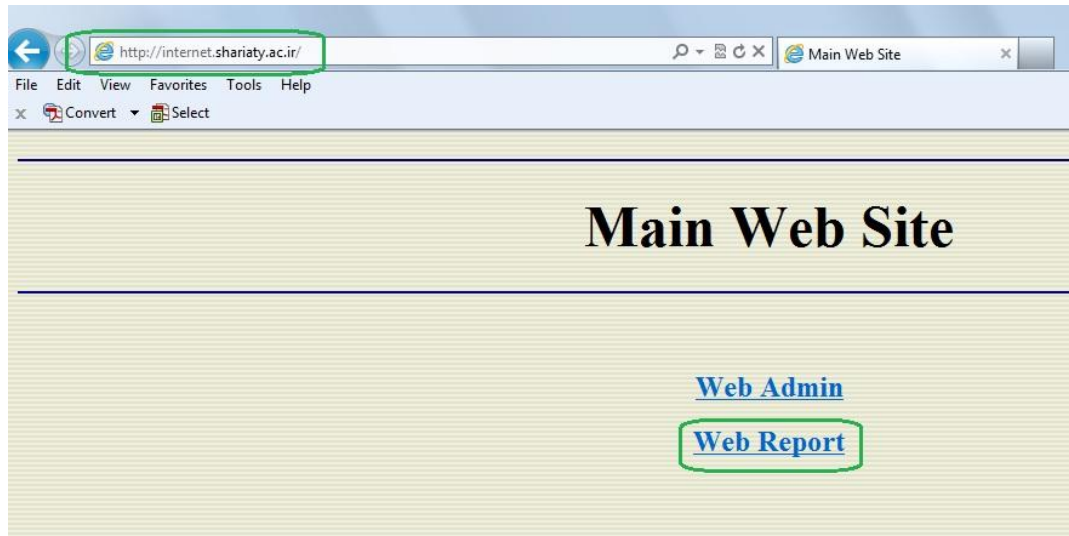 http://internet.shariaty.ac.ir/
Main Web Site
File Edit View Favorites Tools Help
x Convert Select
Main Web Site
Web Admin
Web Report